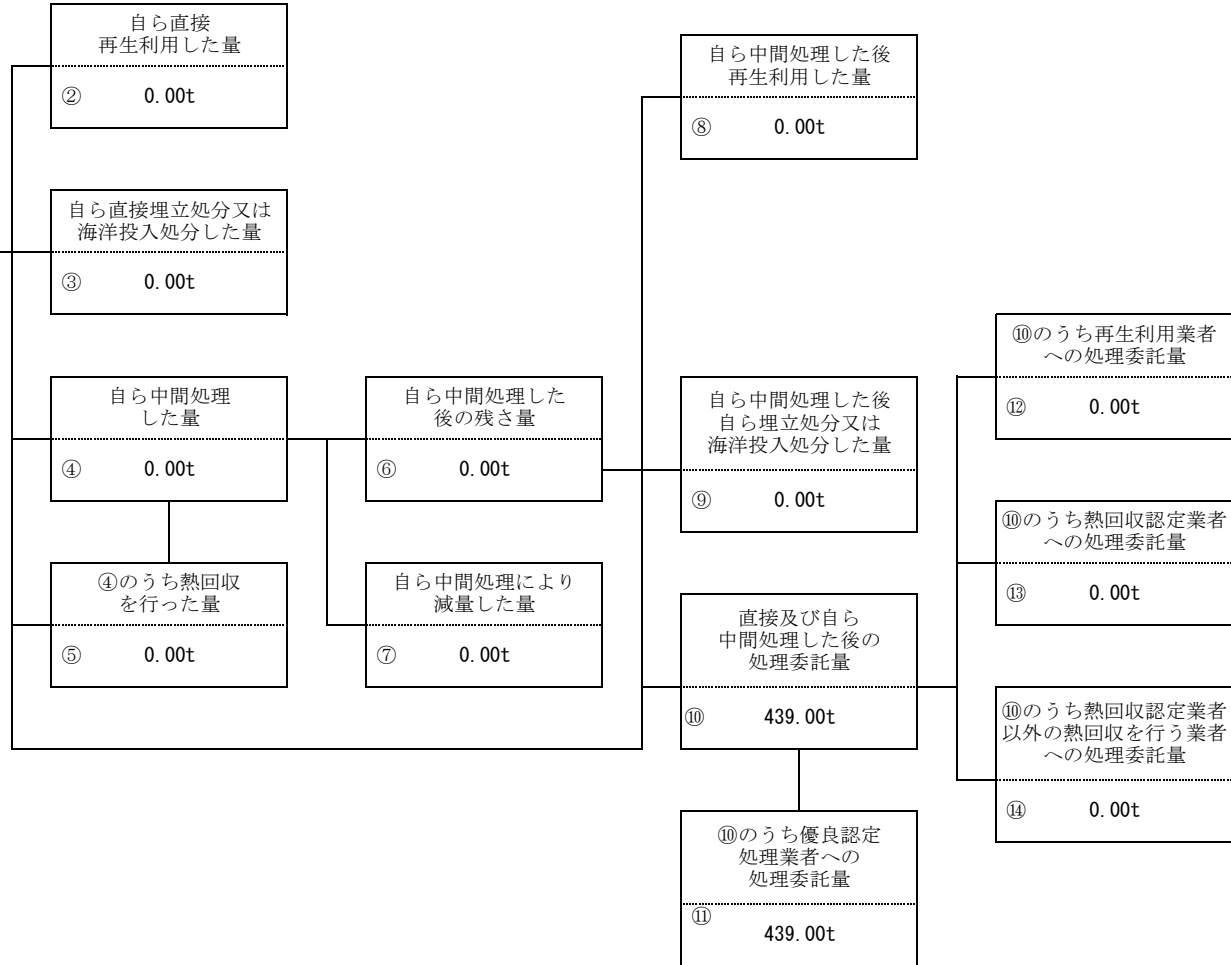 自ら直接
再生利用した量
② 0.00t
自ら直接埋立処分又は
海洋投入処分した量
③ 0.00t
自ら中間処理
した量
④ 0.00t
④のうち熱回収
を行った量
⑤ 0.00t
自ら中間処理した
後の残さ量
⑥ 0.00t
自ら中間処理により
減量した量
⑦ 0.00t
自ら中間処理した後
再生利用した量
⑧ 0.00t
自ら中間処理した後
自ら埋立処分又は
海洋投入処分した量
⑨ 0.00t
直接及び自ら
中間処理した後の
処理委託量
⑩ 439.00t
⑩のうち優良認定
処理業者への
処理委託量
⑪ 439.00t
⑩のうち再生利用業者
への処理委託量
⑫ 0.00t
⑩のうち熱回収認定業者
への処理委託量
⑬ 0.00t
⑩のうち熱回収認定業者
以外の熱回収を行う業者
への処理委託量
⑭ 0.00t